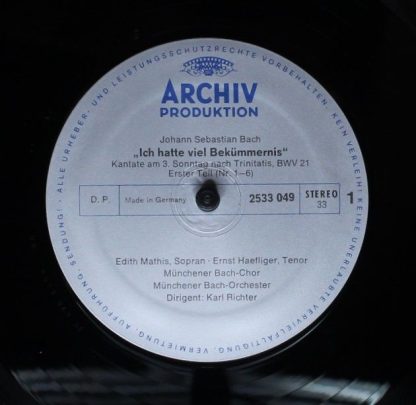 ARCHIV
PRODUKTION
Johann Sebastian Bach
„Ich hatte viel Bekümmernis“
Kantate am 3. Sonntag nach Trinitatis, BWV 21
Erster Teil (Nr. 1–6)
D. P.
Made in Germany
2533 049
STEREO
33
1
Edith Mathis, Sopran · Ernst Haefliger, Tenor
Münchener Bach-Chor
Münchener Bach-Orchester
Dirigent: Karl Richter
ALLE URHEBER- UND LEISTUNGSSCHUTZRECHTE VORBEHALTEN. KEIN VERLEIH! KEINE UNERLAUBTE VERVIELFÄLTIGUNG, VERMIETUNG, AUFFÜHRUNG, SENDUNG!